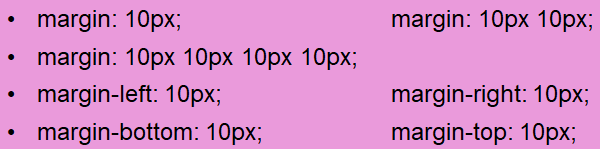 • margin: 10px; margin: 10px 10px;
• margin: 10px 10px 10px 10px;
• margin-left: 10px; margin-right: 10px;
• margin-bottom: 10px; margin-top: 10px;